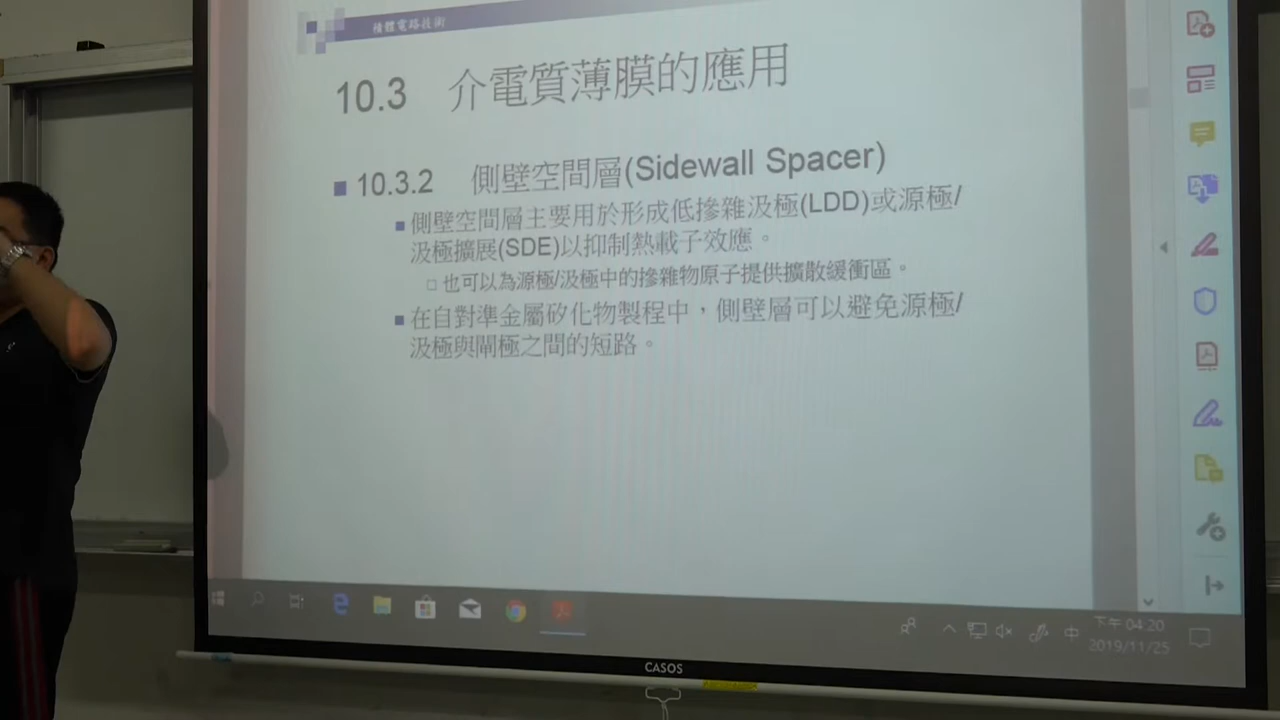 積體電路技術
10.3 介電質薄膜的應用
10.3.2 側壁空間層(Sidewall Spacer)
側壁空間層主要用於形成低摻雜汲極(LDD)或源極/
汲極擴展(SDE)以抑制熱載子效應。
也可以為源極/汲極中的摻雜物原子提供擴散緩衝區。
在自對準金屬矽化物製程中，側壁層可以避免源極/
汲極與閘極之間的短路。
中
下午 04:20
2019/11/25
CASOS